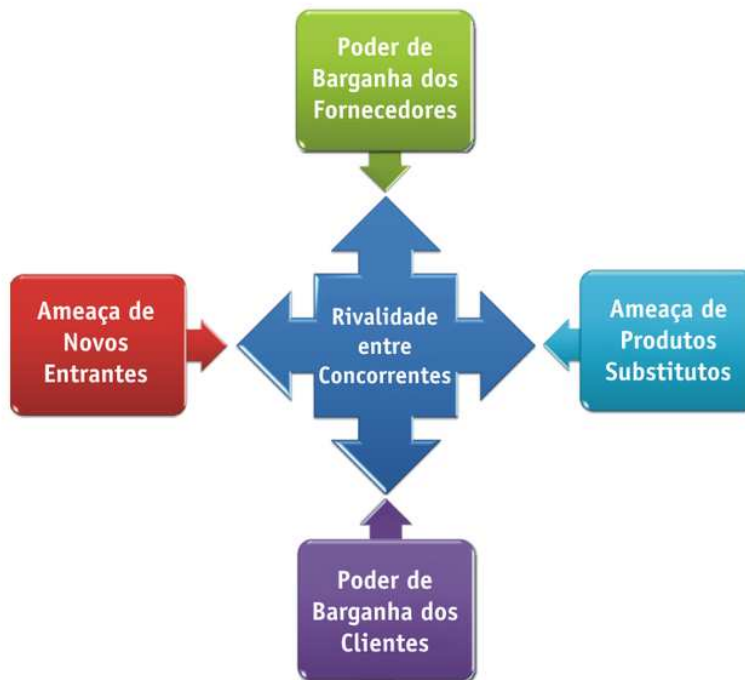 Poder de
Barganha dos
Fornecedores
Ameaça de
Novos
Entrantes
Rivalidade
entre
Concorrentes
Ameaça de
Produtos
Substitutos
Poder de
Barganha dos
Clientes